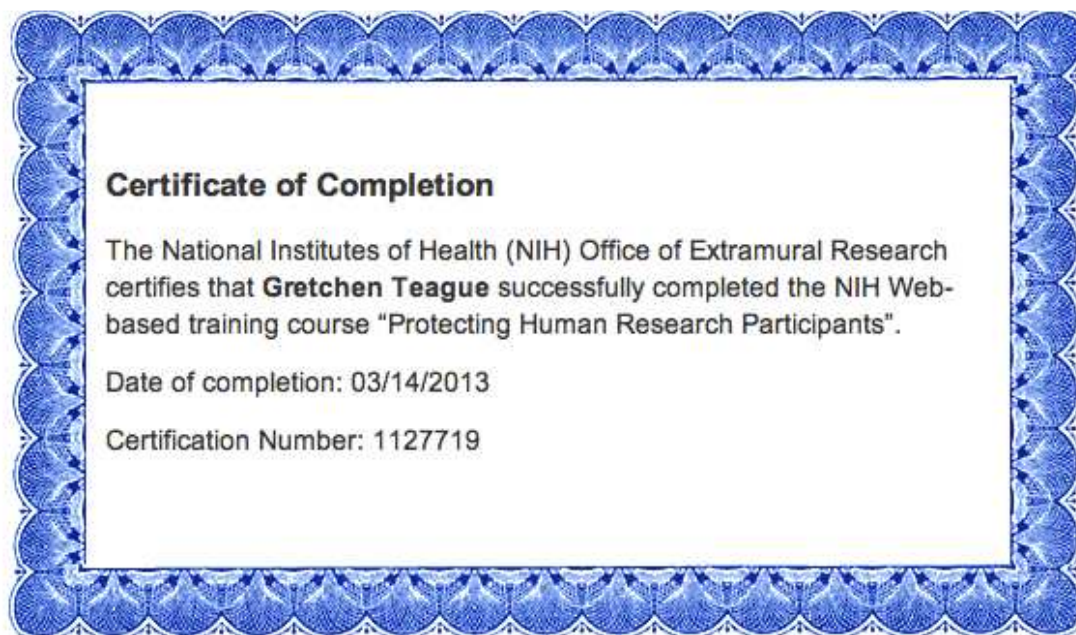 Certificate of Completion
The National Institutes of Health (NIH) Office of Extramural Research
certifies that Gretchen Teague successfully completed the NIH Web-
based training course “Protecting Human Research Participants”.
Date of completion: 03/14/2013
Certification Number: 1127719